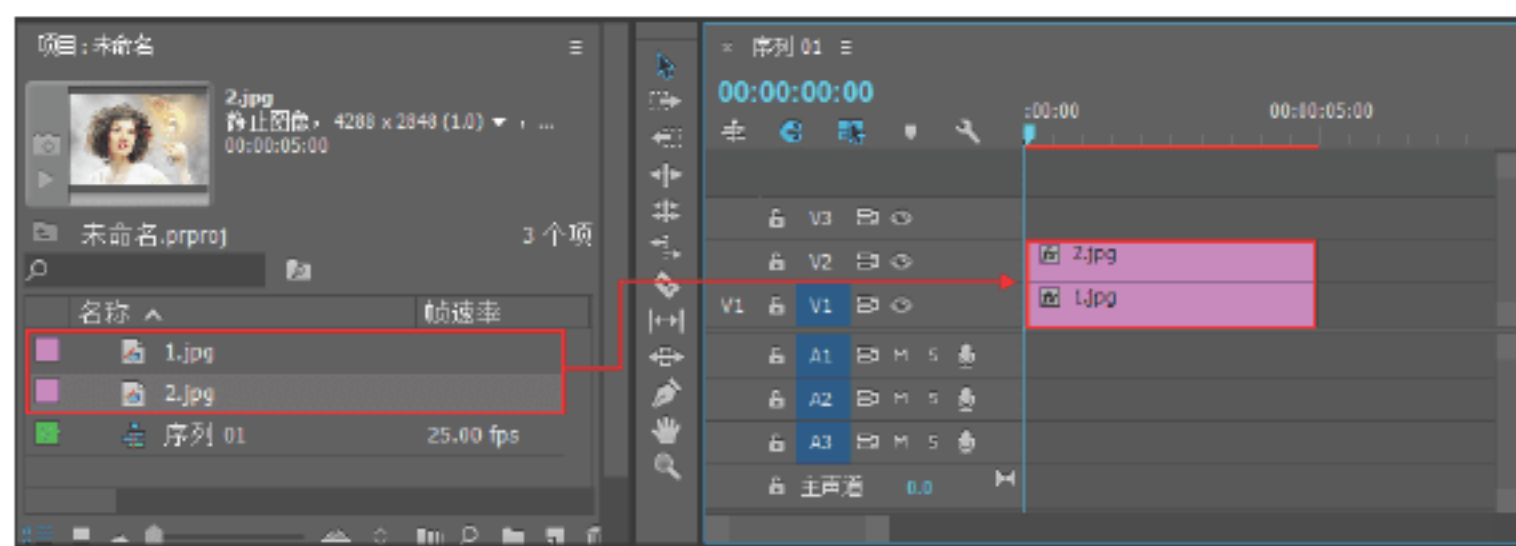 项目:未命名
2.jpg
静止图像, 4288 x 2848 (1.0) ▼ , ...
00:00:05:00
未命名.prproj
3 个项
名称
帧速率
1.jpg
2.jpg
序列 01
25.00 fps
× 序列 01 ≡
00:00:00:00
:00:00
00:00:05:00
V3
V2
2.jpg
V1 V1
1.jpg
A1 M S
A2 M S
A3 M S
主声道 0.0